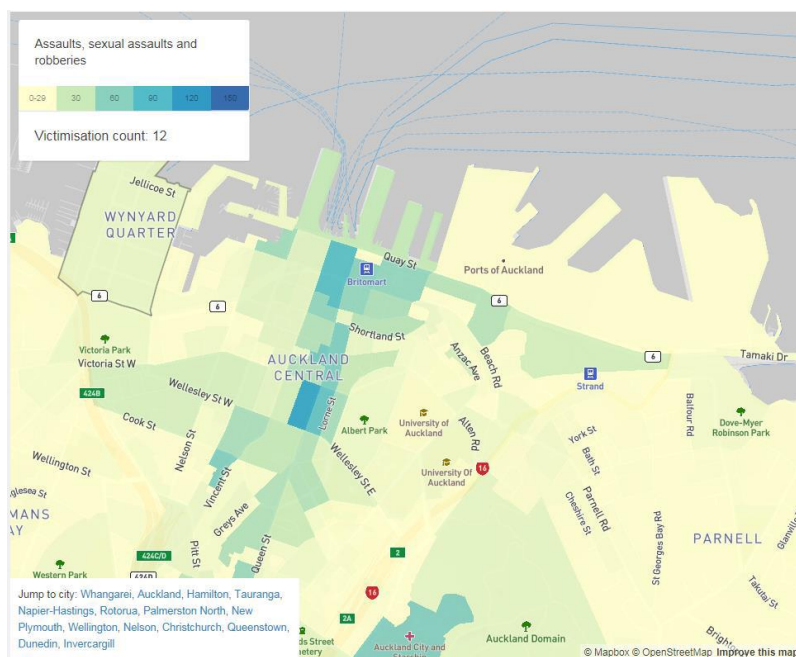 Assaults, sexual assaults and
robberies
0-29 30 60 90 120 150
Victimisation count: 12
Jellicoe St
WYNYARD
QUARTER
Quay St
Britomart
Ports of Auckland
6
6
6
6
Shortland St
Victoria Park
Victoria St W
AUCKLAND
CENTRAL
Anzac Ave
Beach Rd
Tamaki Dr
Strand
424B
Wellesley St W
Lorne St
Albert Park
University of
Auckland
Balfour Rd
Dove-Myer
Robinson Park
Cook St
Nelson St
Alten Rd
York St
Bath St
Wellington St
Vincent St
Wellesley St E
University Of
Auckland
16
Parnell Rd
Cheshire St
St Georges Bay Rd
Greys Ave
Queen St
Pitt St
424C/D
2
PARNELL
Western Park
16
2A
Takutai St
Auckland City and
Auckland Domain
Jump to city: Whangarei, Auckland, Hamilton, Tauranga,
Napier-Hastings, Rotorua, Palmerston North, New
Plymouth, Wellington, Nelson, Christchurch, Queenstown,
Dunedin, Invercargill
© Mapbox © OpenStreetMap Improve this map